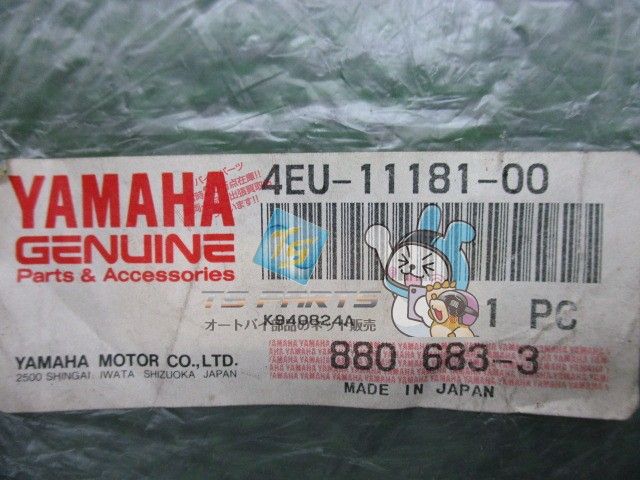 YAMAHA
GENUINE
Parts & Accessories
4EU-11181-00
TS PARTS
K940824A
オートバイ部品のネット販売
1 PC
YAMAHA MOTOR CO.,LTD.
2500 SHINGAI IWATA SHIZUOKA JAPAN
880 683-3
MADE IN JAPAN